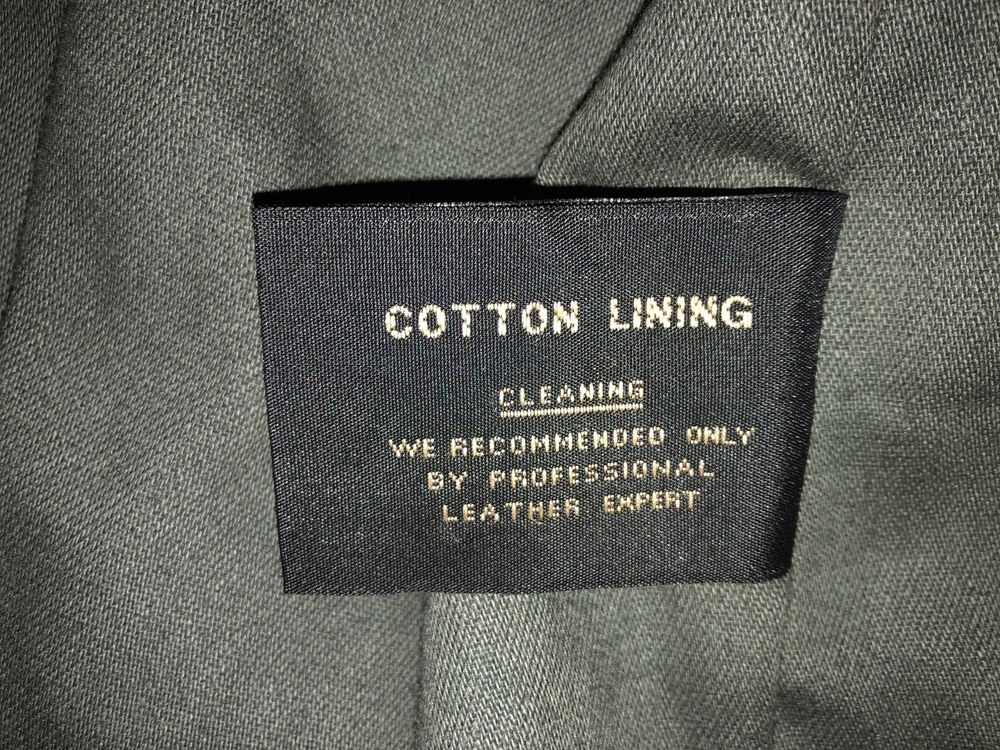 COTTON LINING
CLEANING
WE RECOMMENDED ONLY
BY PROFESSIONAL
LEATHER EXPERT